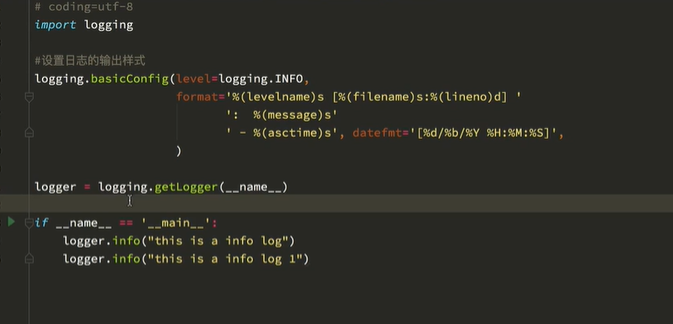 # coding=utf-8
import logging
#设置日志的输出样式
logging.basicConfig(level=logging.INFO,
format='%(levelname)s [%(filename)s:%(lineno)d] '
':  %(message)s'
' - %(asctime)s', datefmt='[%d/%b/%Y %H:%M:%S]',
)
logger = logging.getLogger(__name__)
if __name__ == '__main__':
logger.info("this is a info log")
logger.info("this is a info log 1")